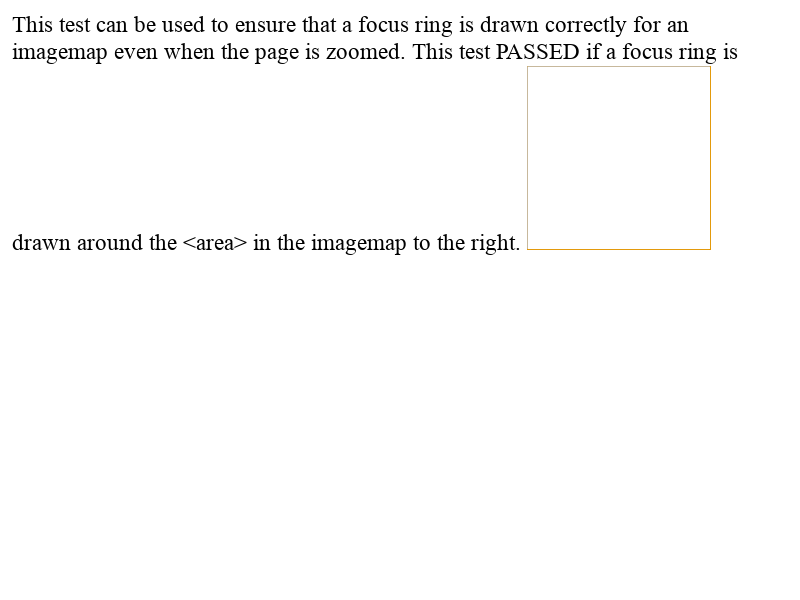 This test can be used to ensure that a focus ring is drawn correctly for an
imagemap even when the page is zoomed. This test PASSED if a focus ring is
drawn around the <area> in the imagemap to the right.